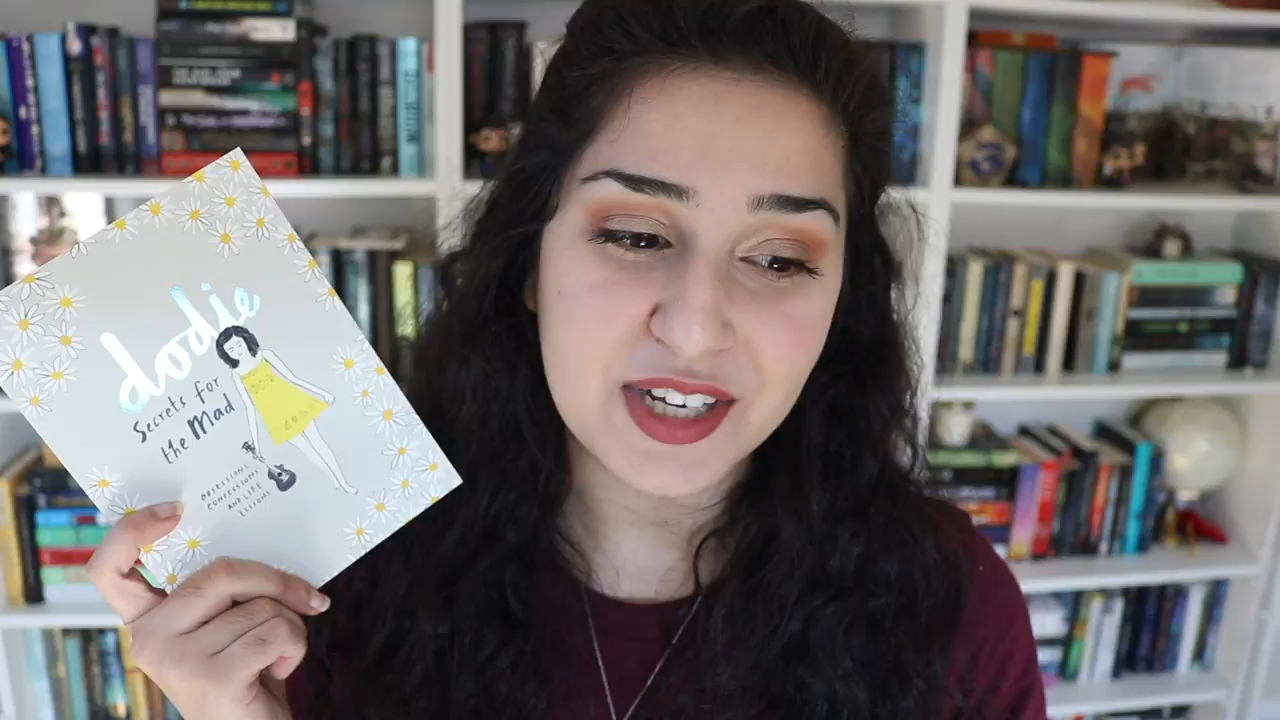 dodie
Secrets for
the Mad
OBSESSIONS,
CONFESSIONS
AND LIFE
LESSONS